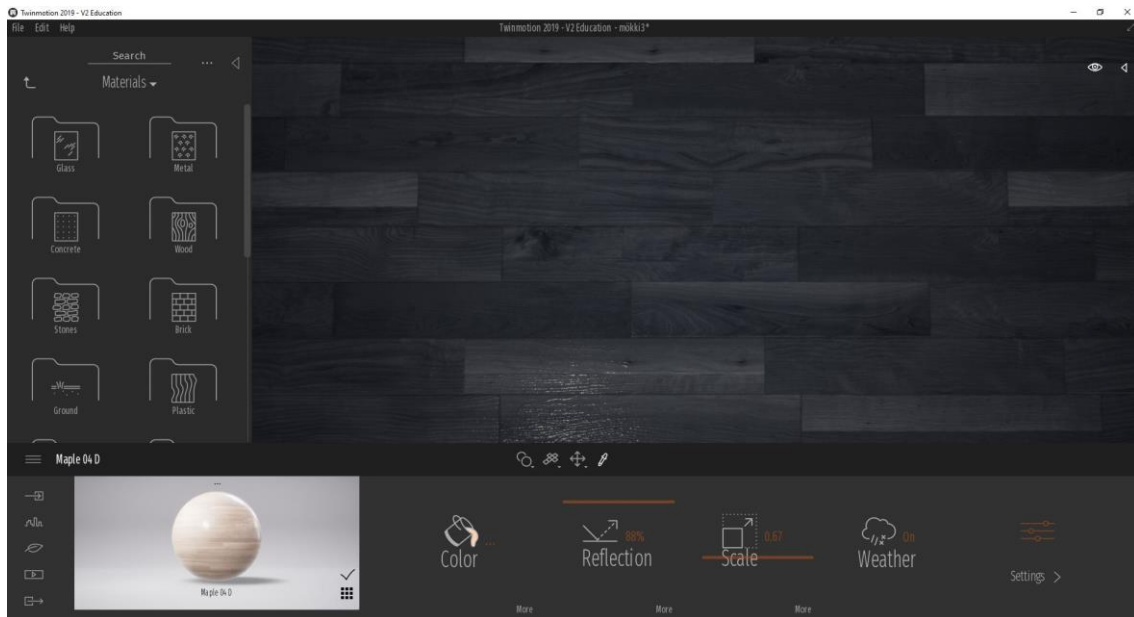 Twinmotion 2019 - V2 Education
File Edit Help
Twinmotion 2019 - V2 Education - mökki3*
Search
...
Materials
Glass
Metal
Concrete
Wood
Stones
Brick
Ground
Plastic
Maple 04 D
...
Maple 04 D
Color ...
Reflection 88%
Scale 0.67
Weather On
Settings >
More
More
More